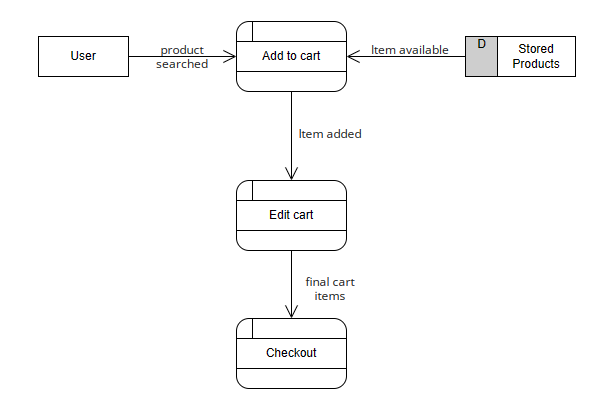 User
product
searched
Add to cart
Item available
D
Stored
Products
Item added
Edit cart
final cart
items
Checkout